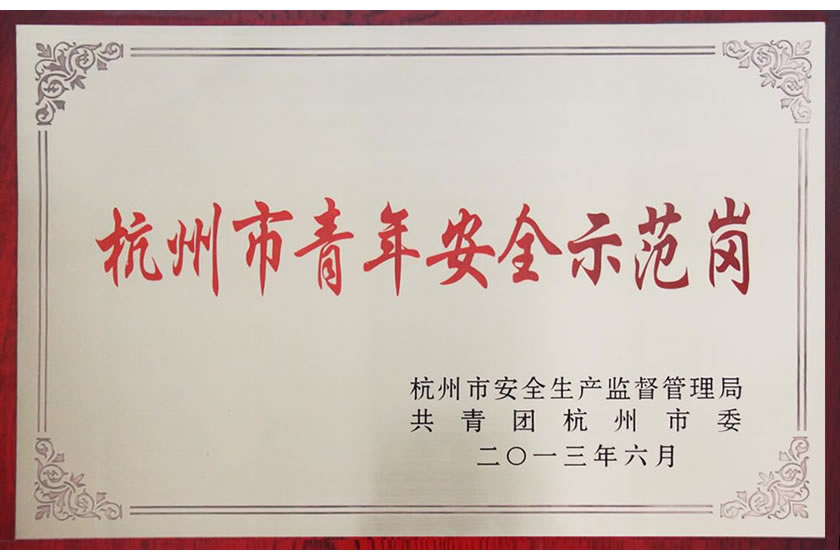 杭州市青年安全示范岗
杭州市安全生产监督管理局
共青团杭州市委
二〇一三年六月